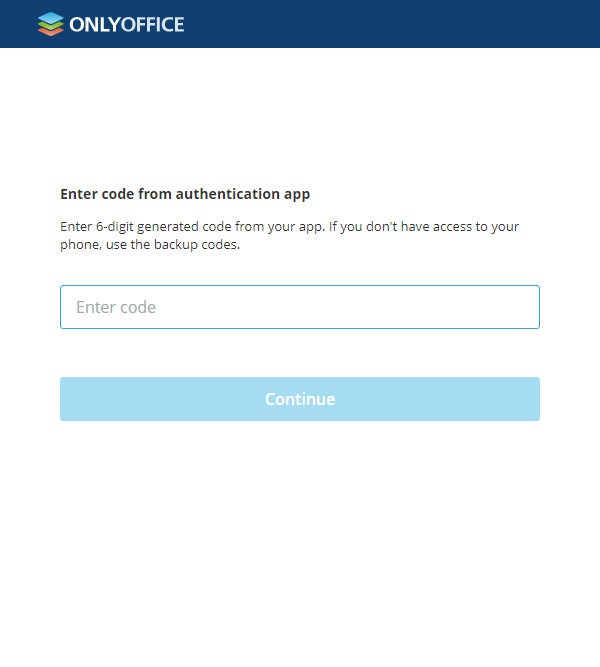 ONLYOFFICE
Enter code from authentication app
Enter 6-digit generated code from your app. If you don't have access to your
phone, use the backup codes.
Enter code
Continue